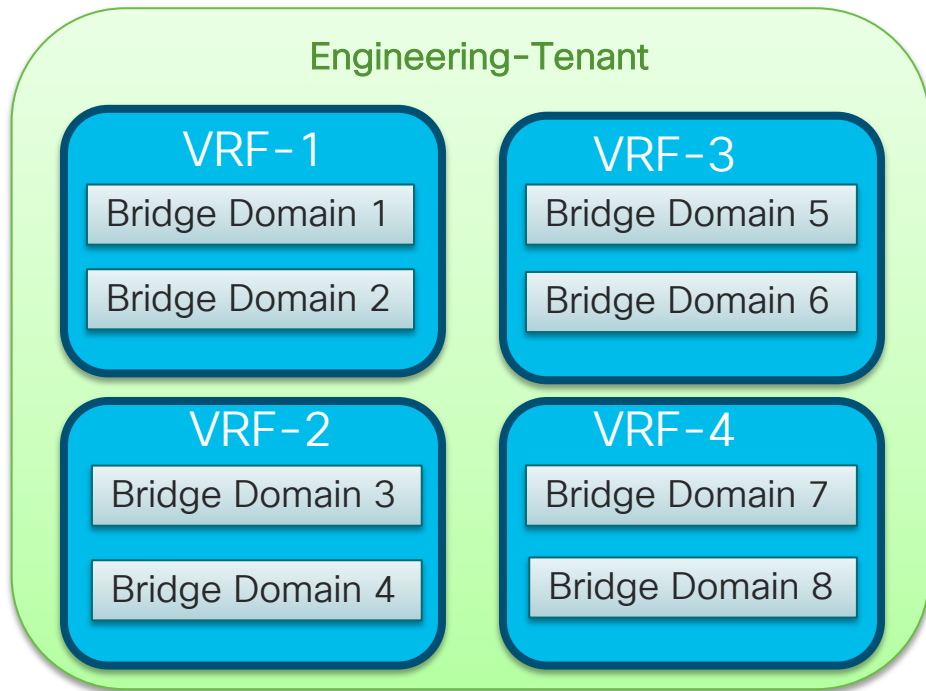 Engineering-Tenant
VRF-1
Bridge Domain 1
Bridge Domain 2
VRF-3
Bridge Domain 5
Bridge Domain 6
VRF-2
Bridge Domain 3
Bridge Domain 4
VRF-4
Bridge Domain 7
Bridge Domain 8